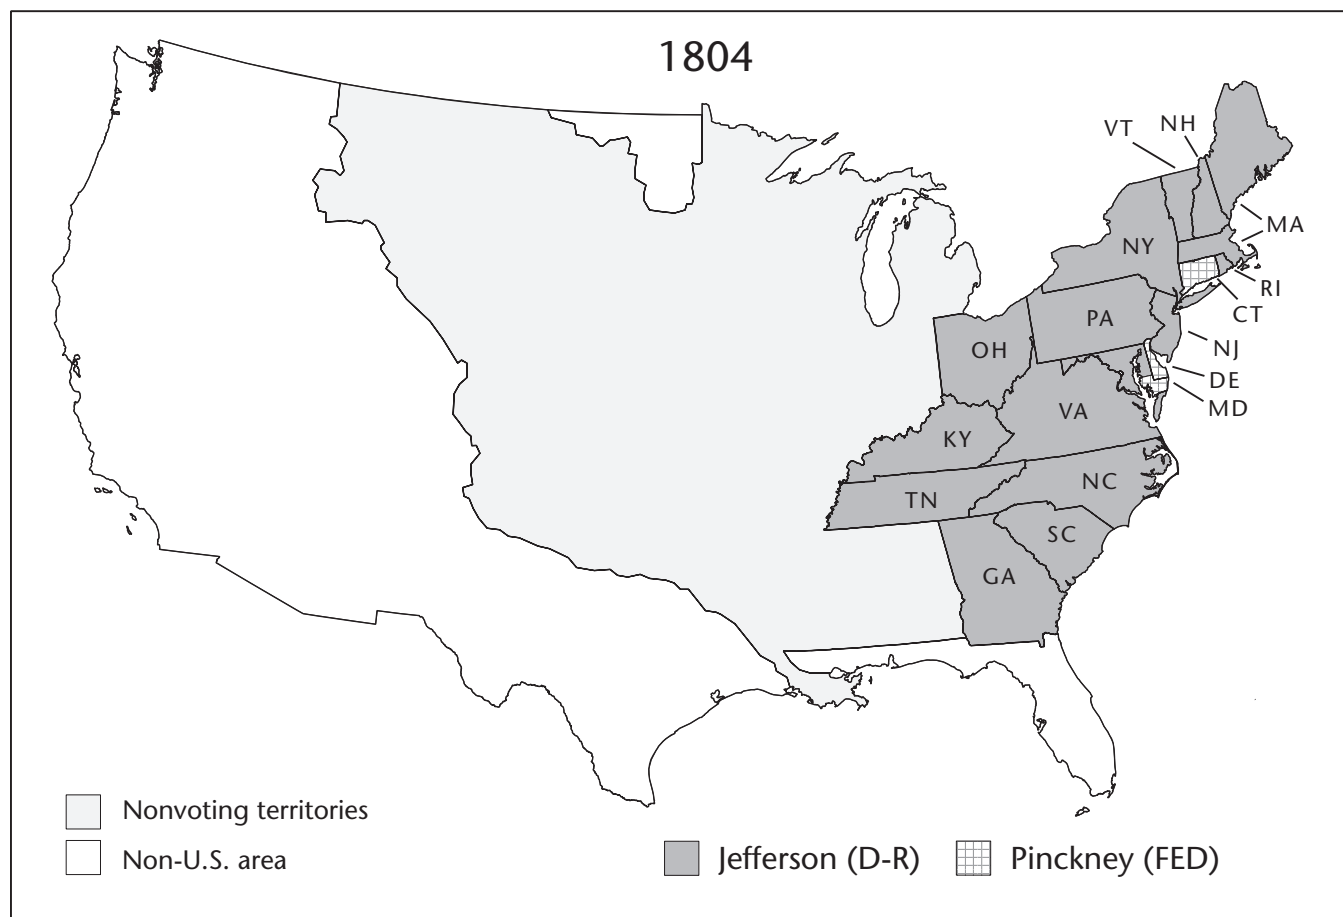 1804
VT
NH
MA
NY
RI
CT
PA
NJ
OH
DE
MD
VA
KY
NC
TN
SC
GA
Nonvoting territories
Non-U.S. area
Jefferson (D-R)
Pinckney (FED)